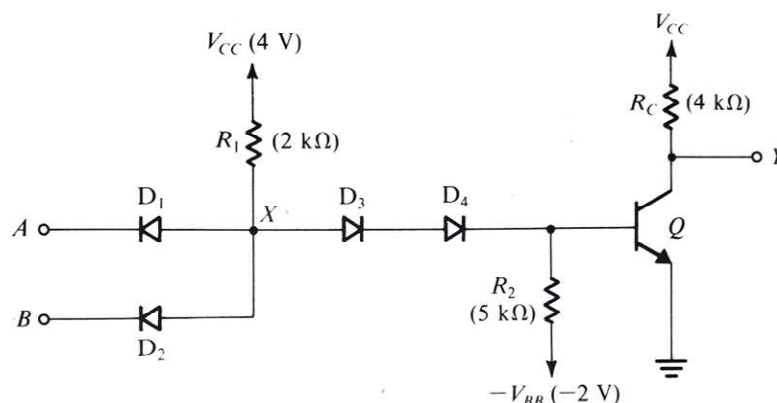 V_CC (4 V)
V_CC
R_1 (2 kΩ)
R_C (4 kΩ)
Y
D_1
X
D_3
D_4
A
Q
R_2
(5 kΩ)
B
D_2
−V_BB (−2 V)